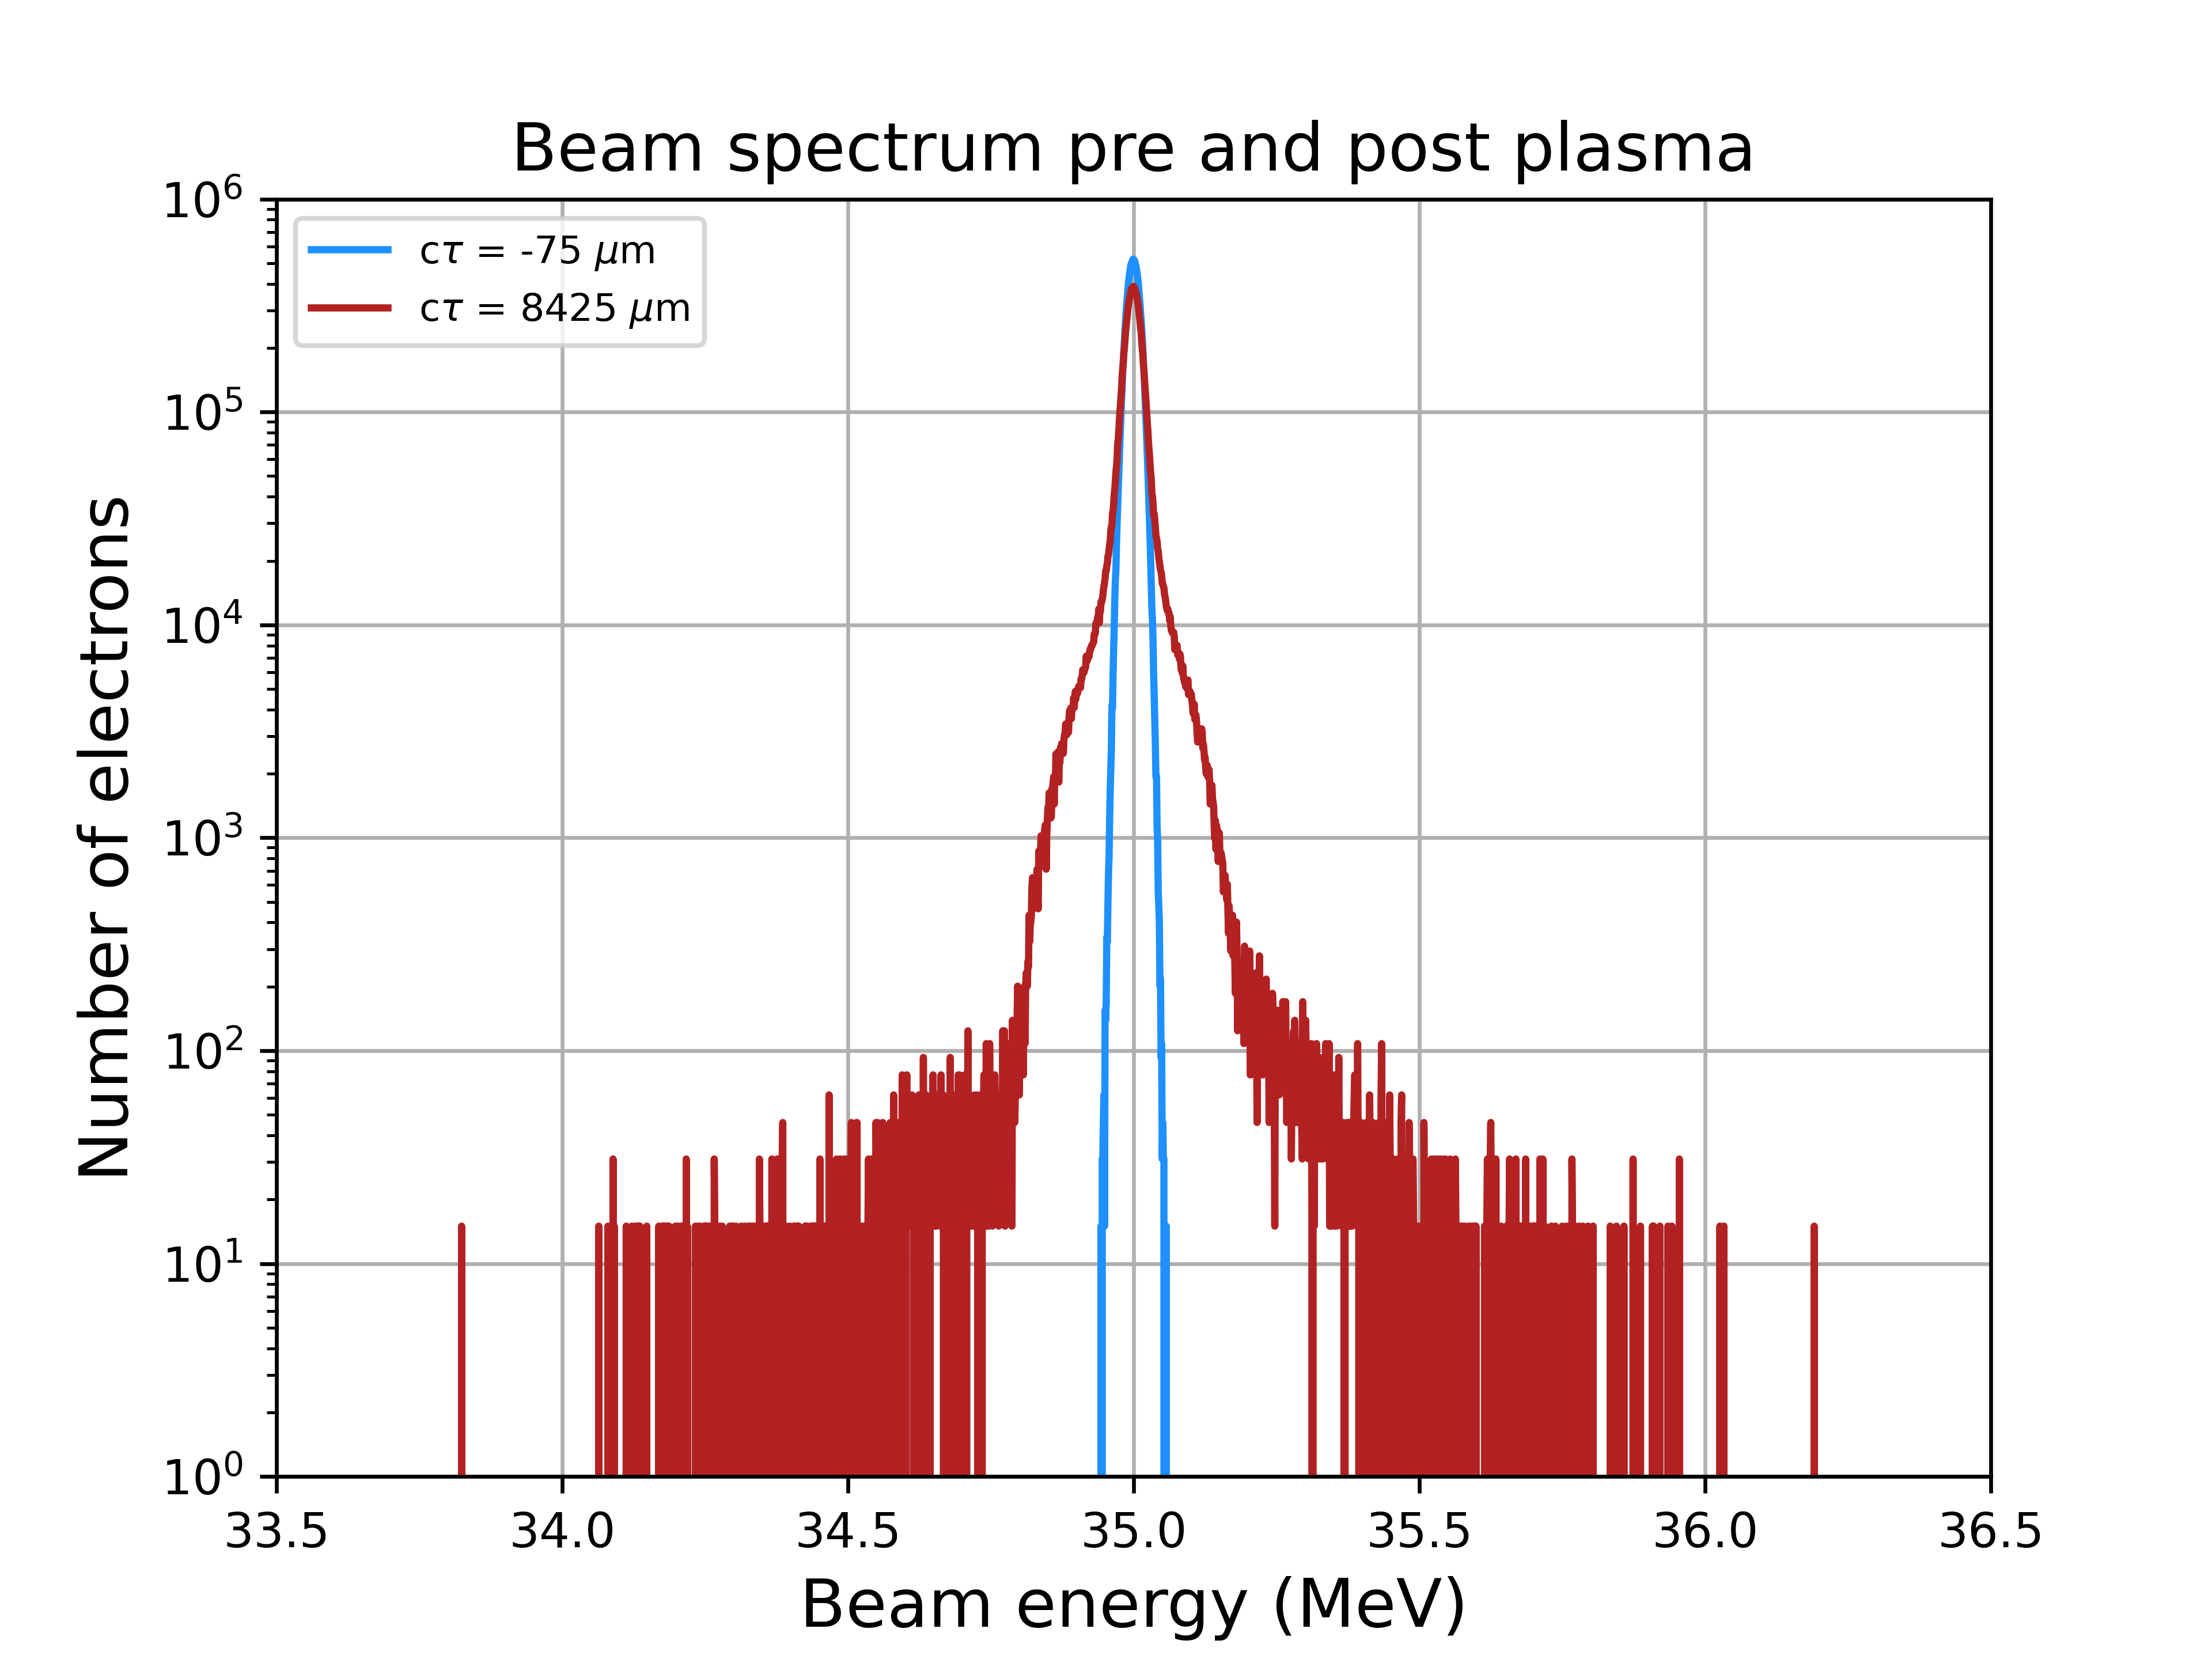 Beam spectrum pre and post plasma
cτ = -75 μm
cτ = 8425 μm
10⁶
10⁵
10⁴
10³
10²
10¹
10⁰
Number of electrons
33.5 34.0 34.5 35.0 35.5 36.0 36.5
Beam energy (MeV)